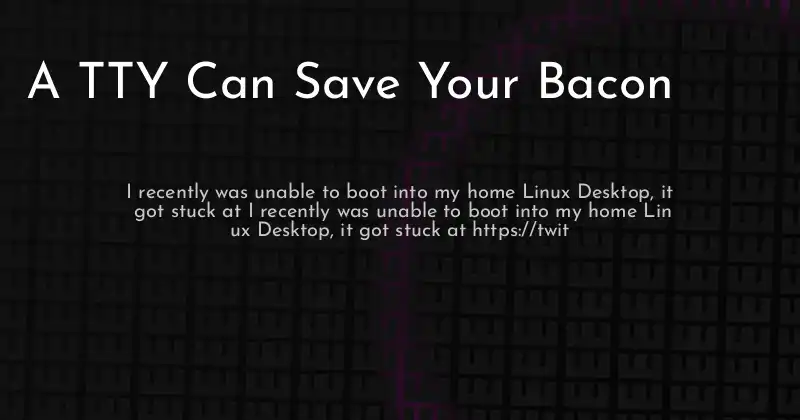 A TTY Can Save Your Bacon
I recently was unable to boot into my home Linux Desktop, it
got stuck at I recently was unable to boot into my home Lin
ux Desktop, it got stuck at https://twit